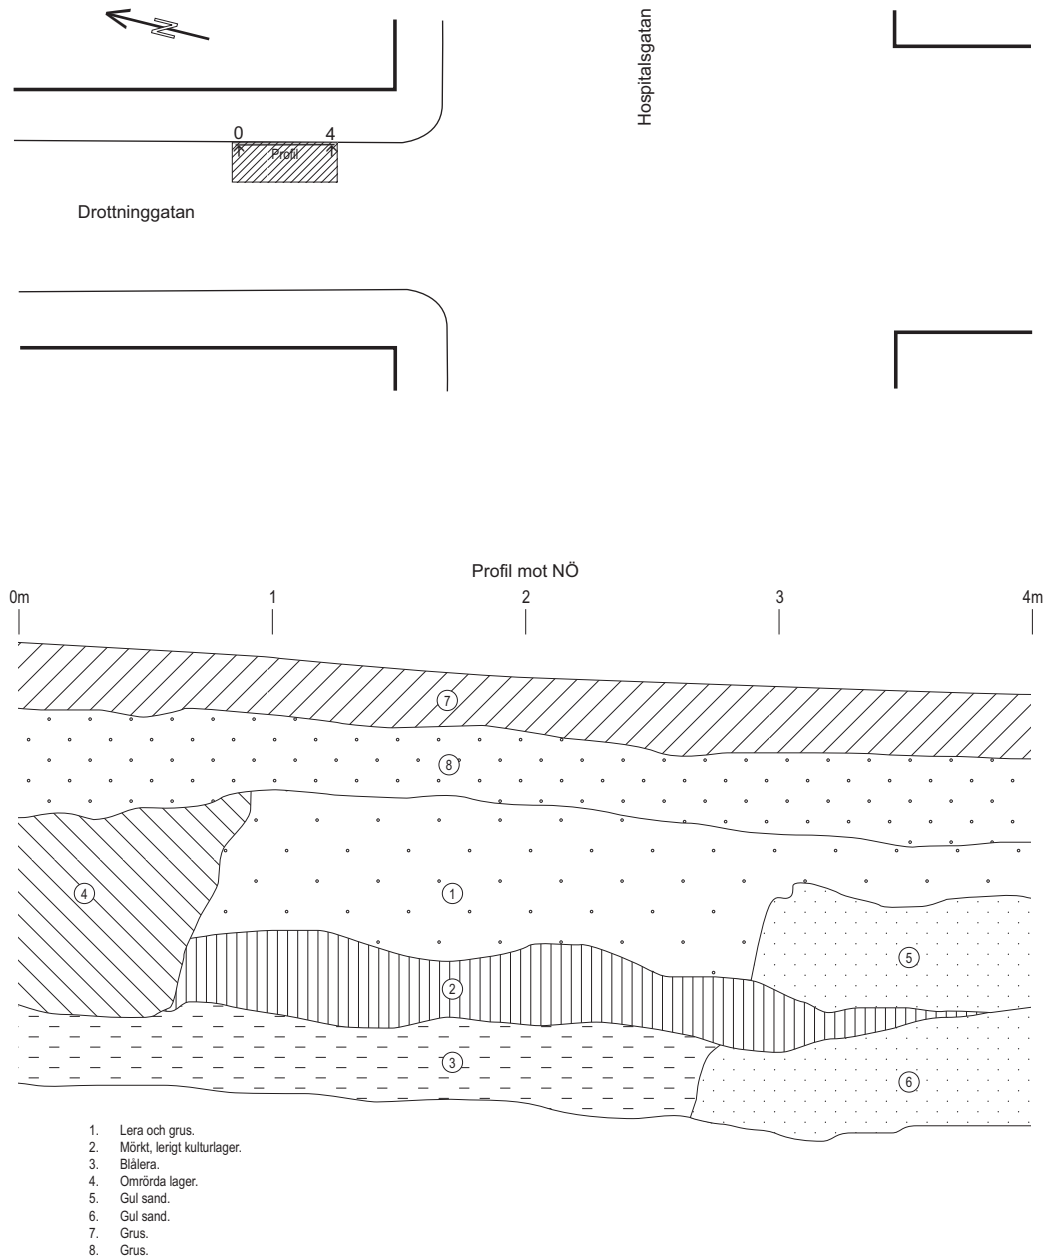 N
Hospitalsgatan
0 4
Profil
Drottninggatan
Profil mot NÖ
0m 1 2 3 4m
7
8
4
1
5
2
3
6
1. Lera och grus.
2. Mörkt, lerigt kulturlager.
3. Blålera.
4. Omrörda lager.
5. Gul sand.
6. Gul sand.
7. Grus.
8. Grus.